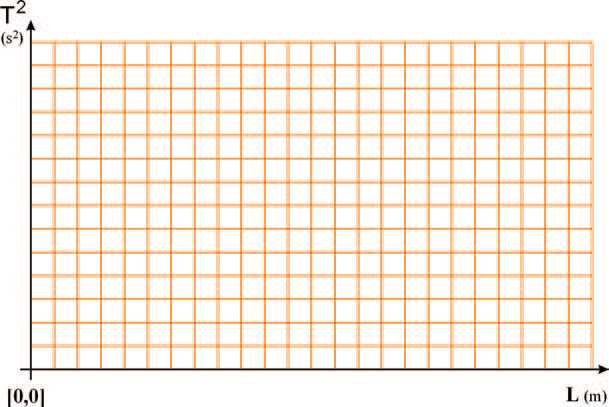 T²
(s²)
[0,0]
L (m)